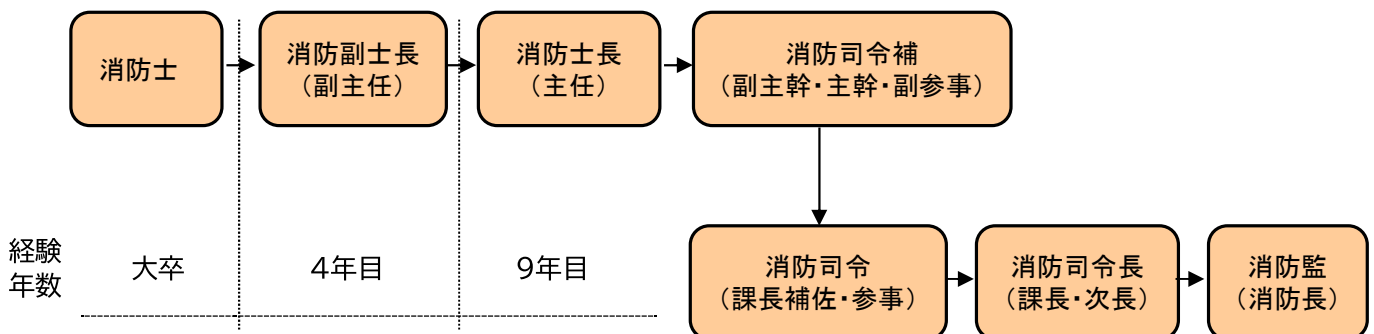 消防士
消防副士長
（副主任）
消防士長
（主任）
消防司令補
（副主幹・主幹・副参事）
経験
年数
大卒
4年目
9年目
消防司令
（課長補佐・参事）
消防司令長
（課長・次長）
消防監
（消防長）